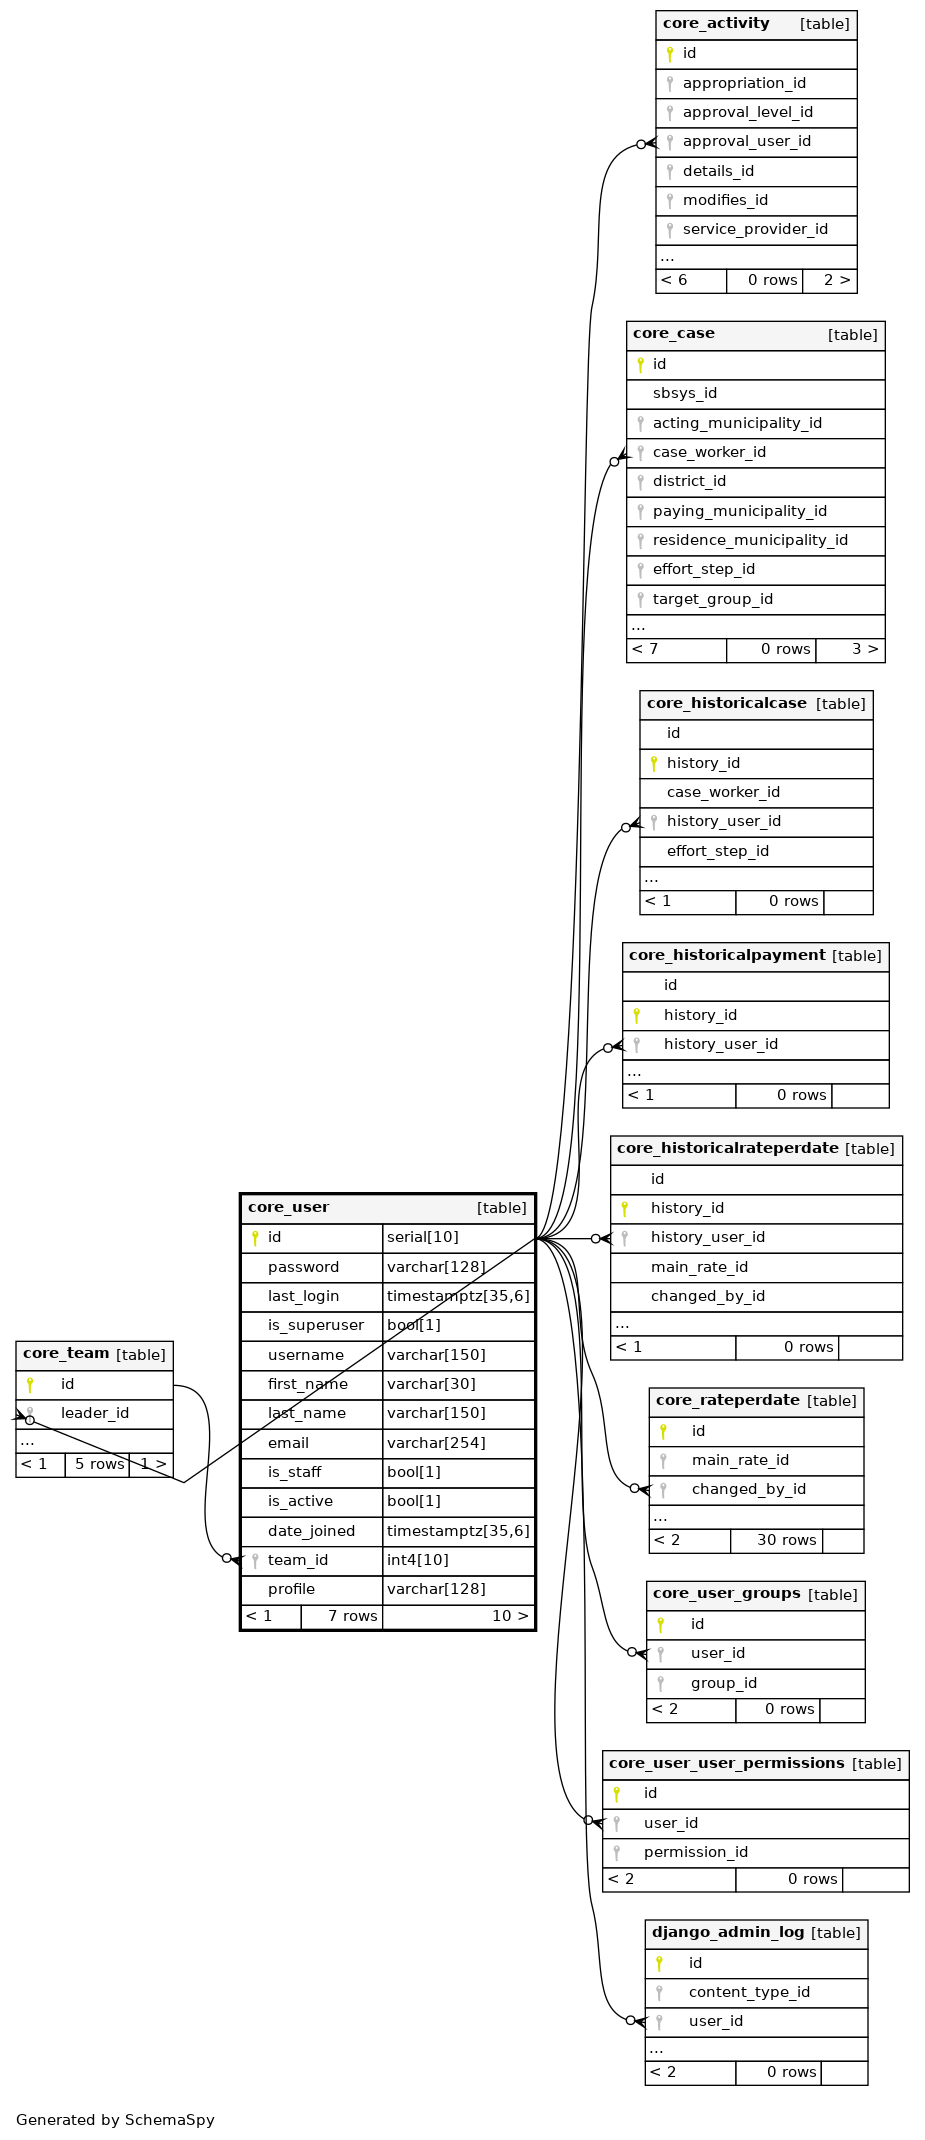 core_activity [table]
id
appropriation_id
approval_level_id
approval_user_id
details_id
modifies_id
service_provider_id
...
< 6 0 rows 2 >
core_case [table]
id
sbsys_id
acting_municipality_id
case_worker_id
district_id
paying_municipality_id
residence_municipality_id
effort_step_id
target_group_id
...
< 7 0 rows 3 >
core_historicalcase [table]
id
history_id
case_worker_id
history_user_id
effort_step_id
...
< 1 0 rows
core_historicalpayment [table]
id
history_id
history_user_id
...
< 1 0 rows
core_historicalrateperdate [table]
id
history_id
history_user_id
main_rate_id
changed_by_id
...
< 1 0 rows
core_user [table]
id serial[10]
password varchar[128]
last_login timestamptz[35,6]
is_superuser bool[1]
username varchar[150]
first_name varchar[30]
last_name varchar[150]
email varchar[254]
is_staff bool[1]
is_active bool[1]
date_joined timestamptz[35,6]
team_id int4[10]
profile varchar[128]
< 1 7 rows 10 >
core_team [table]
id
leader_id
...
< 1 5 rows 1 >
core_rateperdate [table]
id
main_rate_id
changed_by_id
...
< 2 30 rows
core_user_groups [table]
id
user_id
group_id
< 2 0 rows
core_user_user_permissions [table]
id
user_id
permission_id
< 2 0 rows
django_admin_log [table]
id
content_type_id
user_id
...
< 2 0 rows
Generated by SchemaSpy